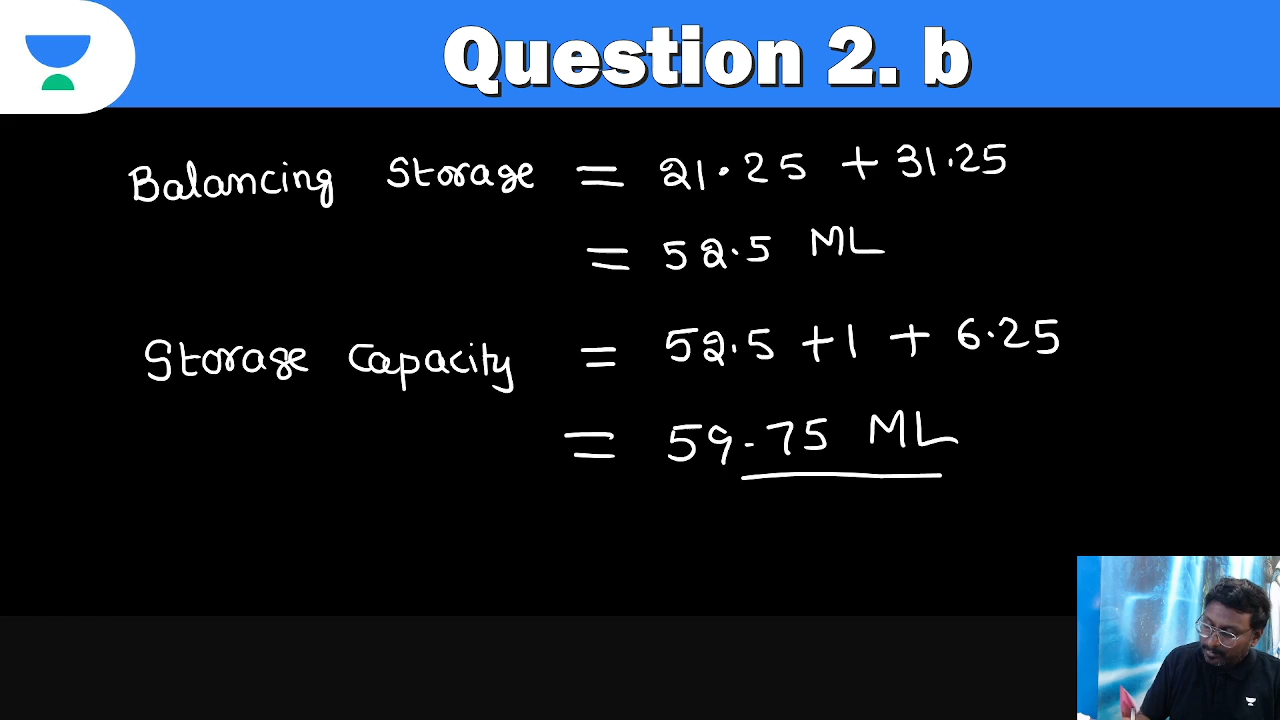 Question 2. b
Balancing Storage = 21.25 + 31.25
= 52.5 ML
Storage Capacity = 52.5 + 1 + 6.25
= 59.75 ML